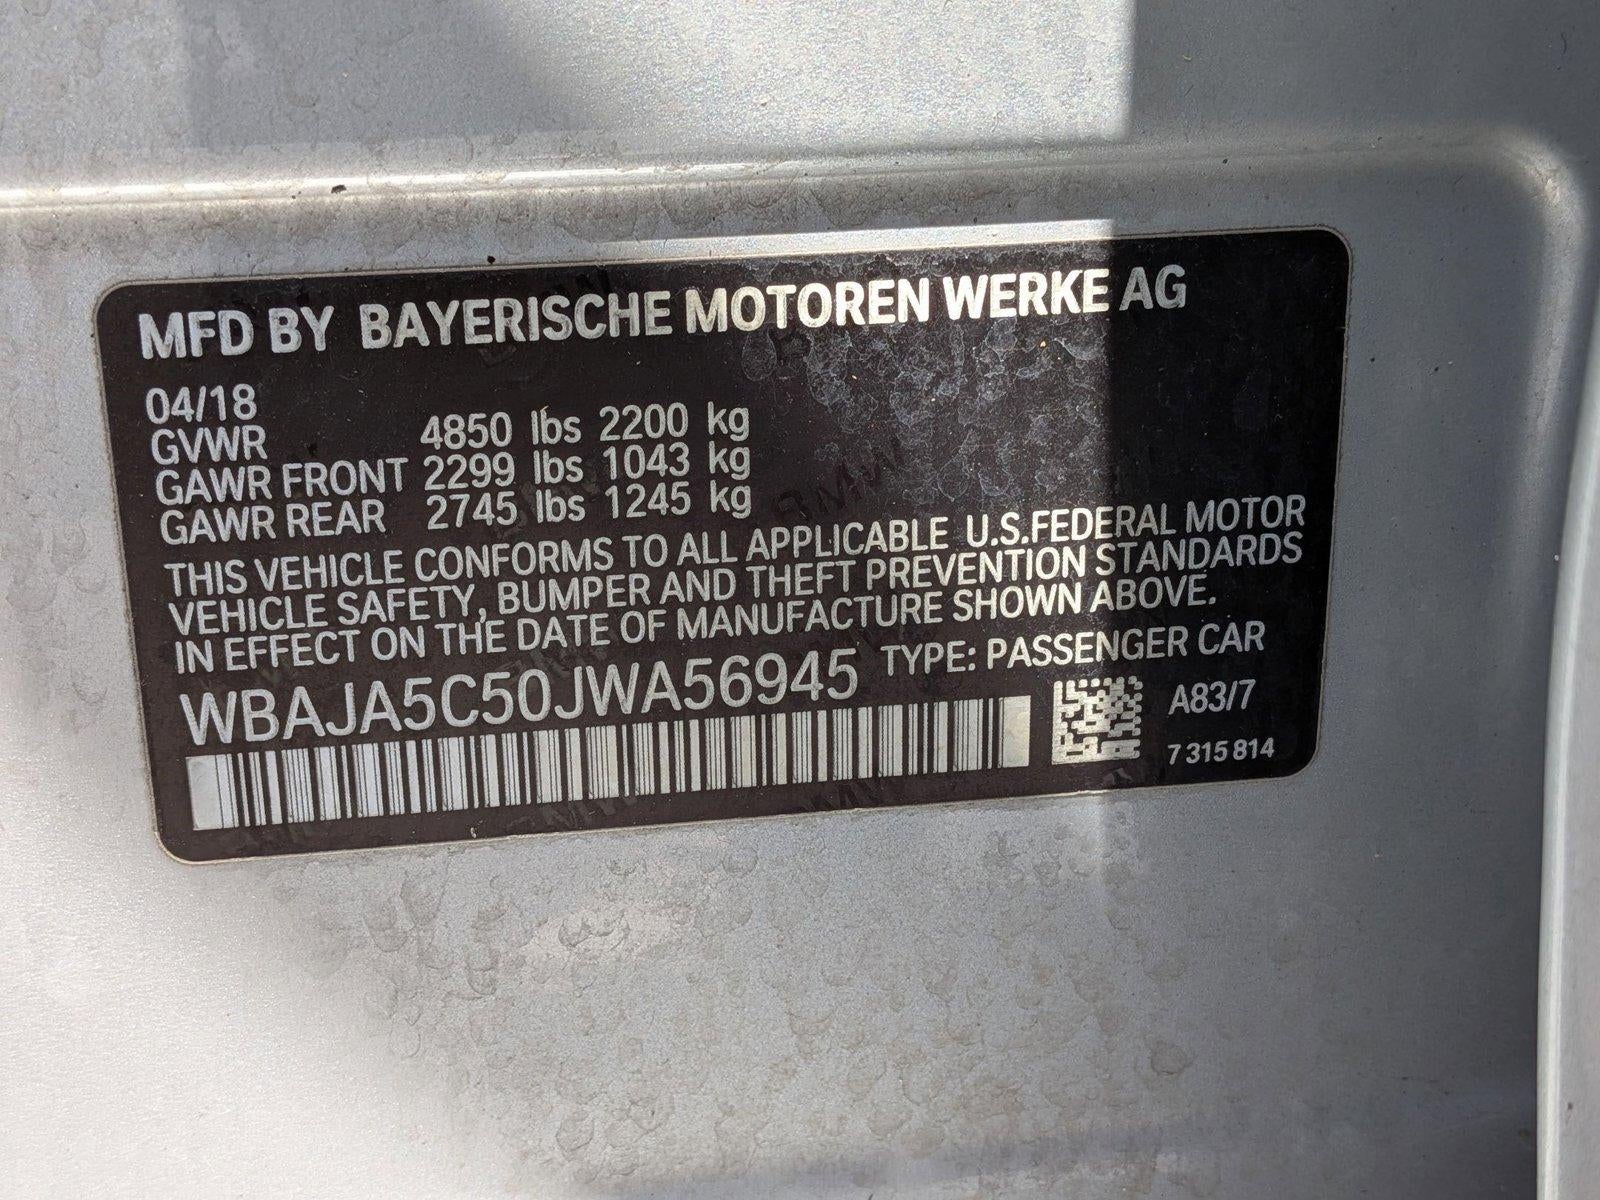 MFD BY BAYERISCHE MOTOREN WERKE AG
04/18
GVWR 4850 lbs 2200 kg
GAWR FRONT 2299 lbs 1043 kg
GAWR REAR 2745 lbs 1245 kg
THIS VEHICLE CONFORMS TO ALL APPLICABLE U.S.FEDERAL MOTOR
VEHICLE SAFETY, BUMPER AND THEFT PREVENTION STANDARDS
IN EFFECT ON THE DATE OF MANUFACTURE SHOWN ABOVE.
WBAJA5C50JWA56945 TYPE: PASSENGER CAR
A83/7
7 315 814